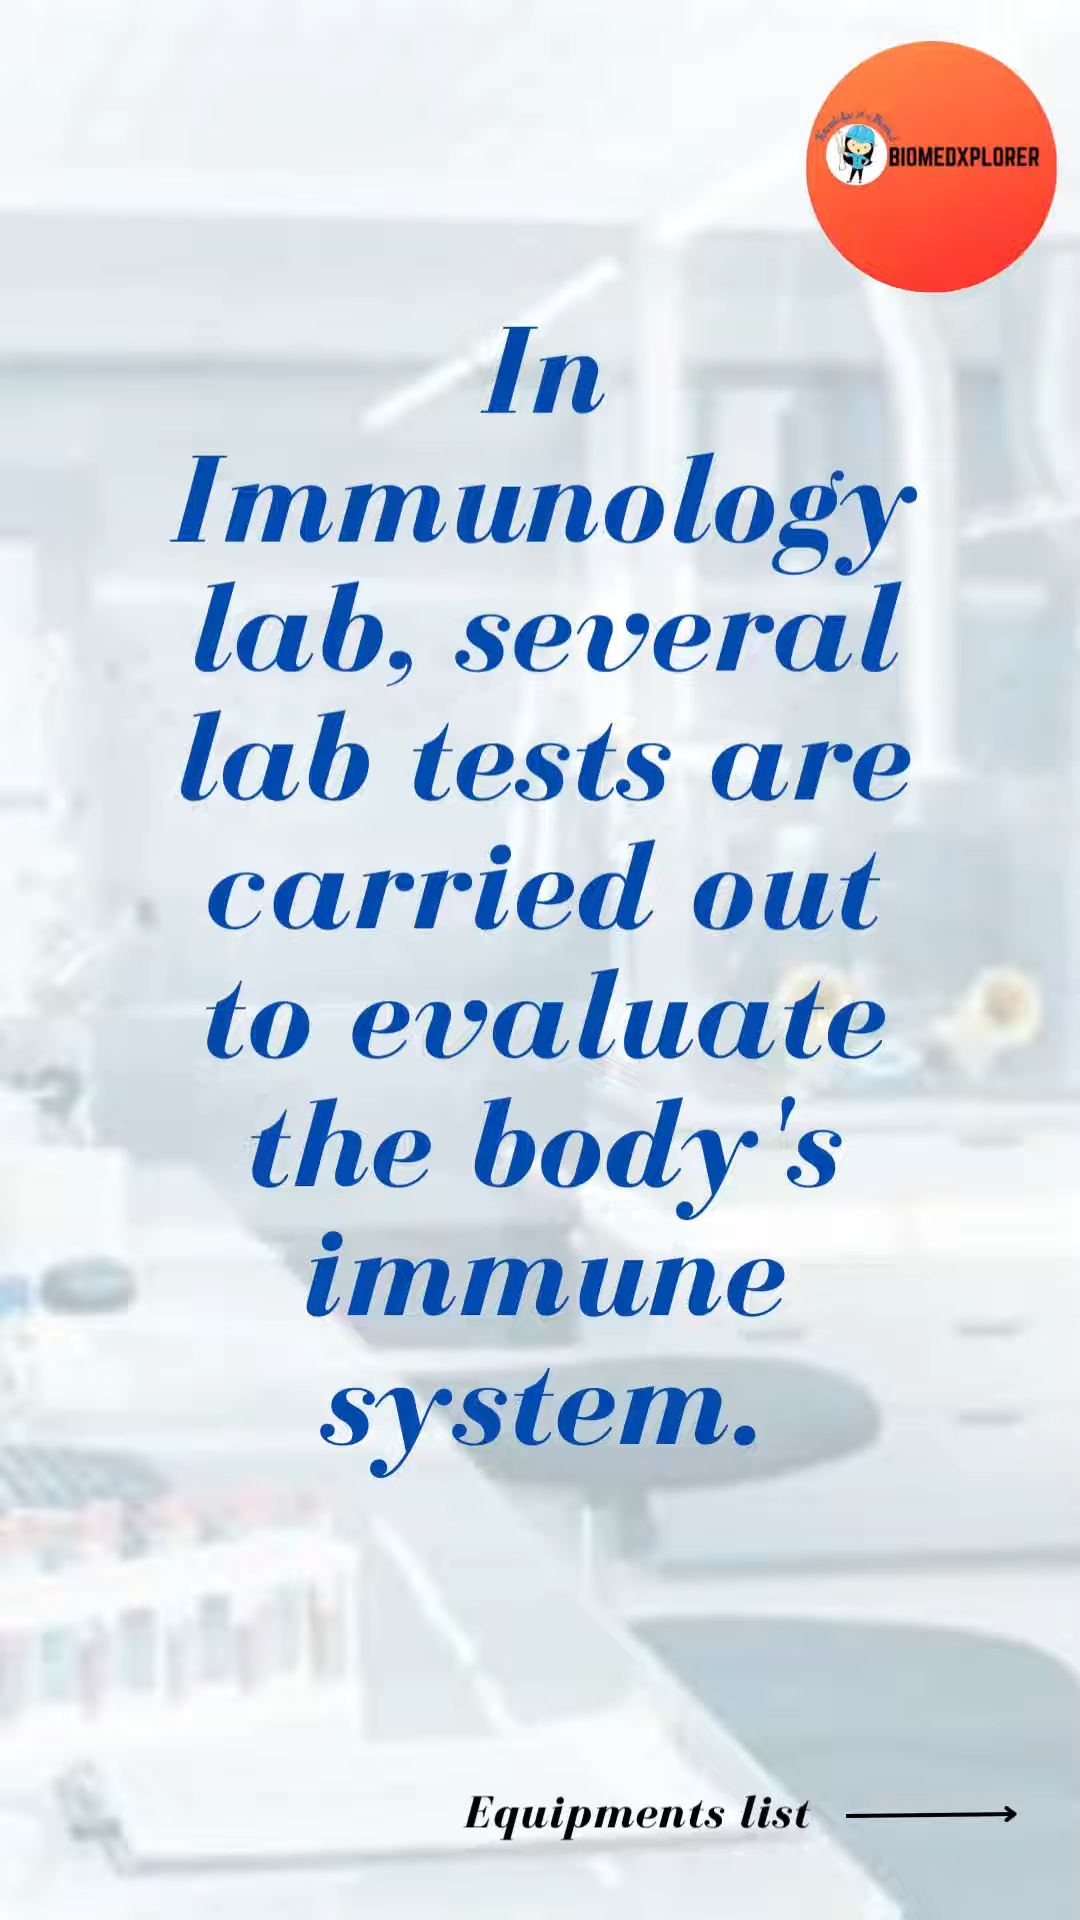 BIOMEDXPLORER
In
Immunology
lab, several
lab tests are
carried out
to evaluate
the body's
immune
system.
Equipments list